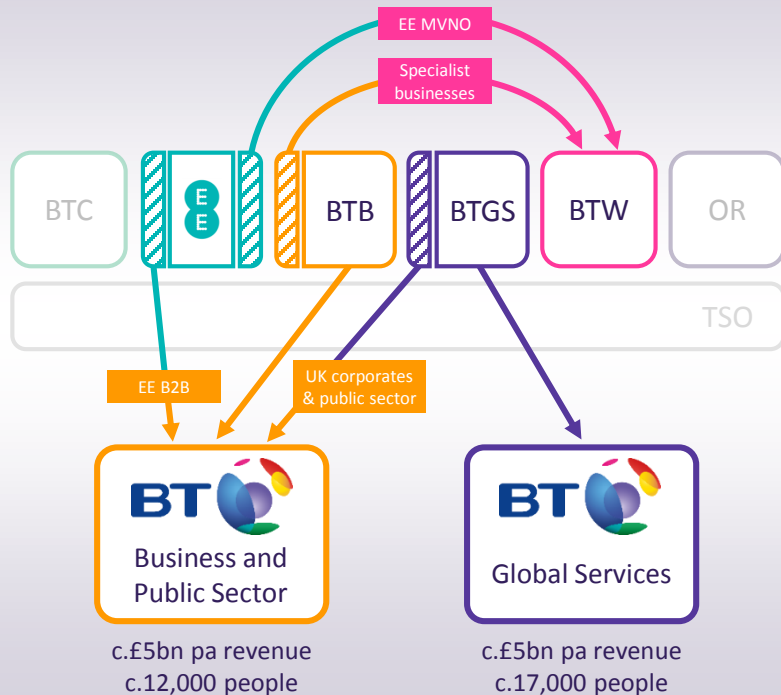 EE MVNO
Specialist
businesses
BTC
E
E
BTB
BTGS
BTW
OR
TSO
EE B2B
UK corporates
& public sector
BT
Business and
Public Sector
BT
Global Services
c.£5bn pa revenue
c.12,000 people
c.£5bn pa revenue
c.17,000 people